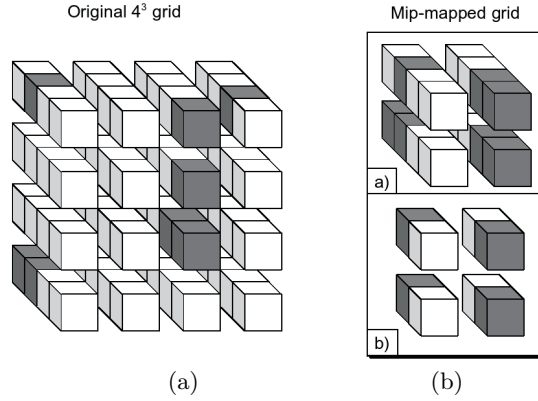 Original 4³ grid
Mip-mapped grid
a)
b)
(a)
(b)